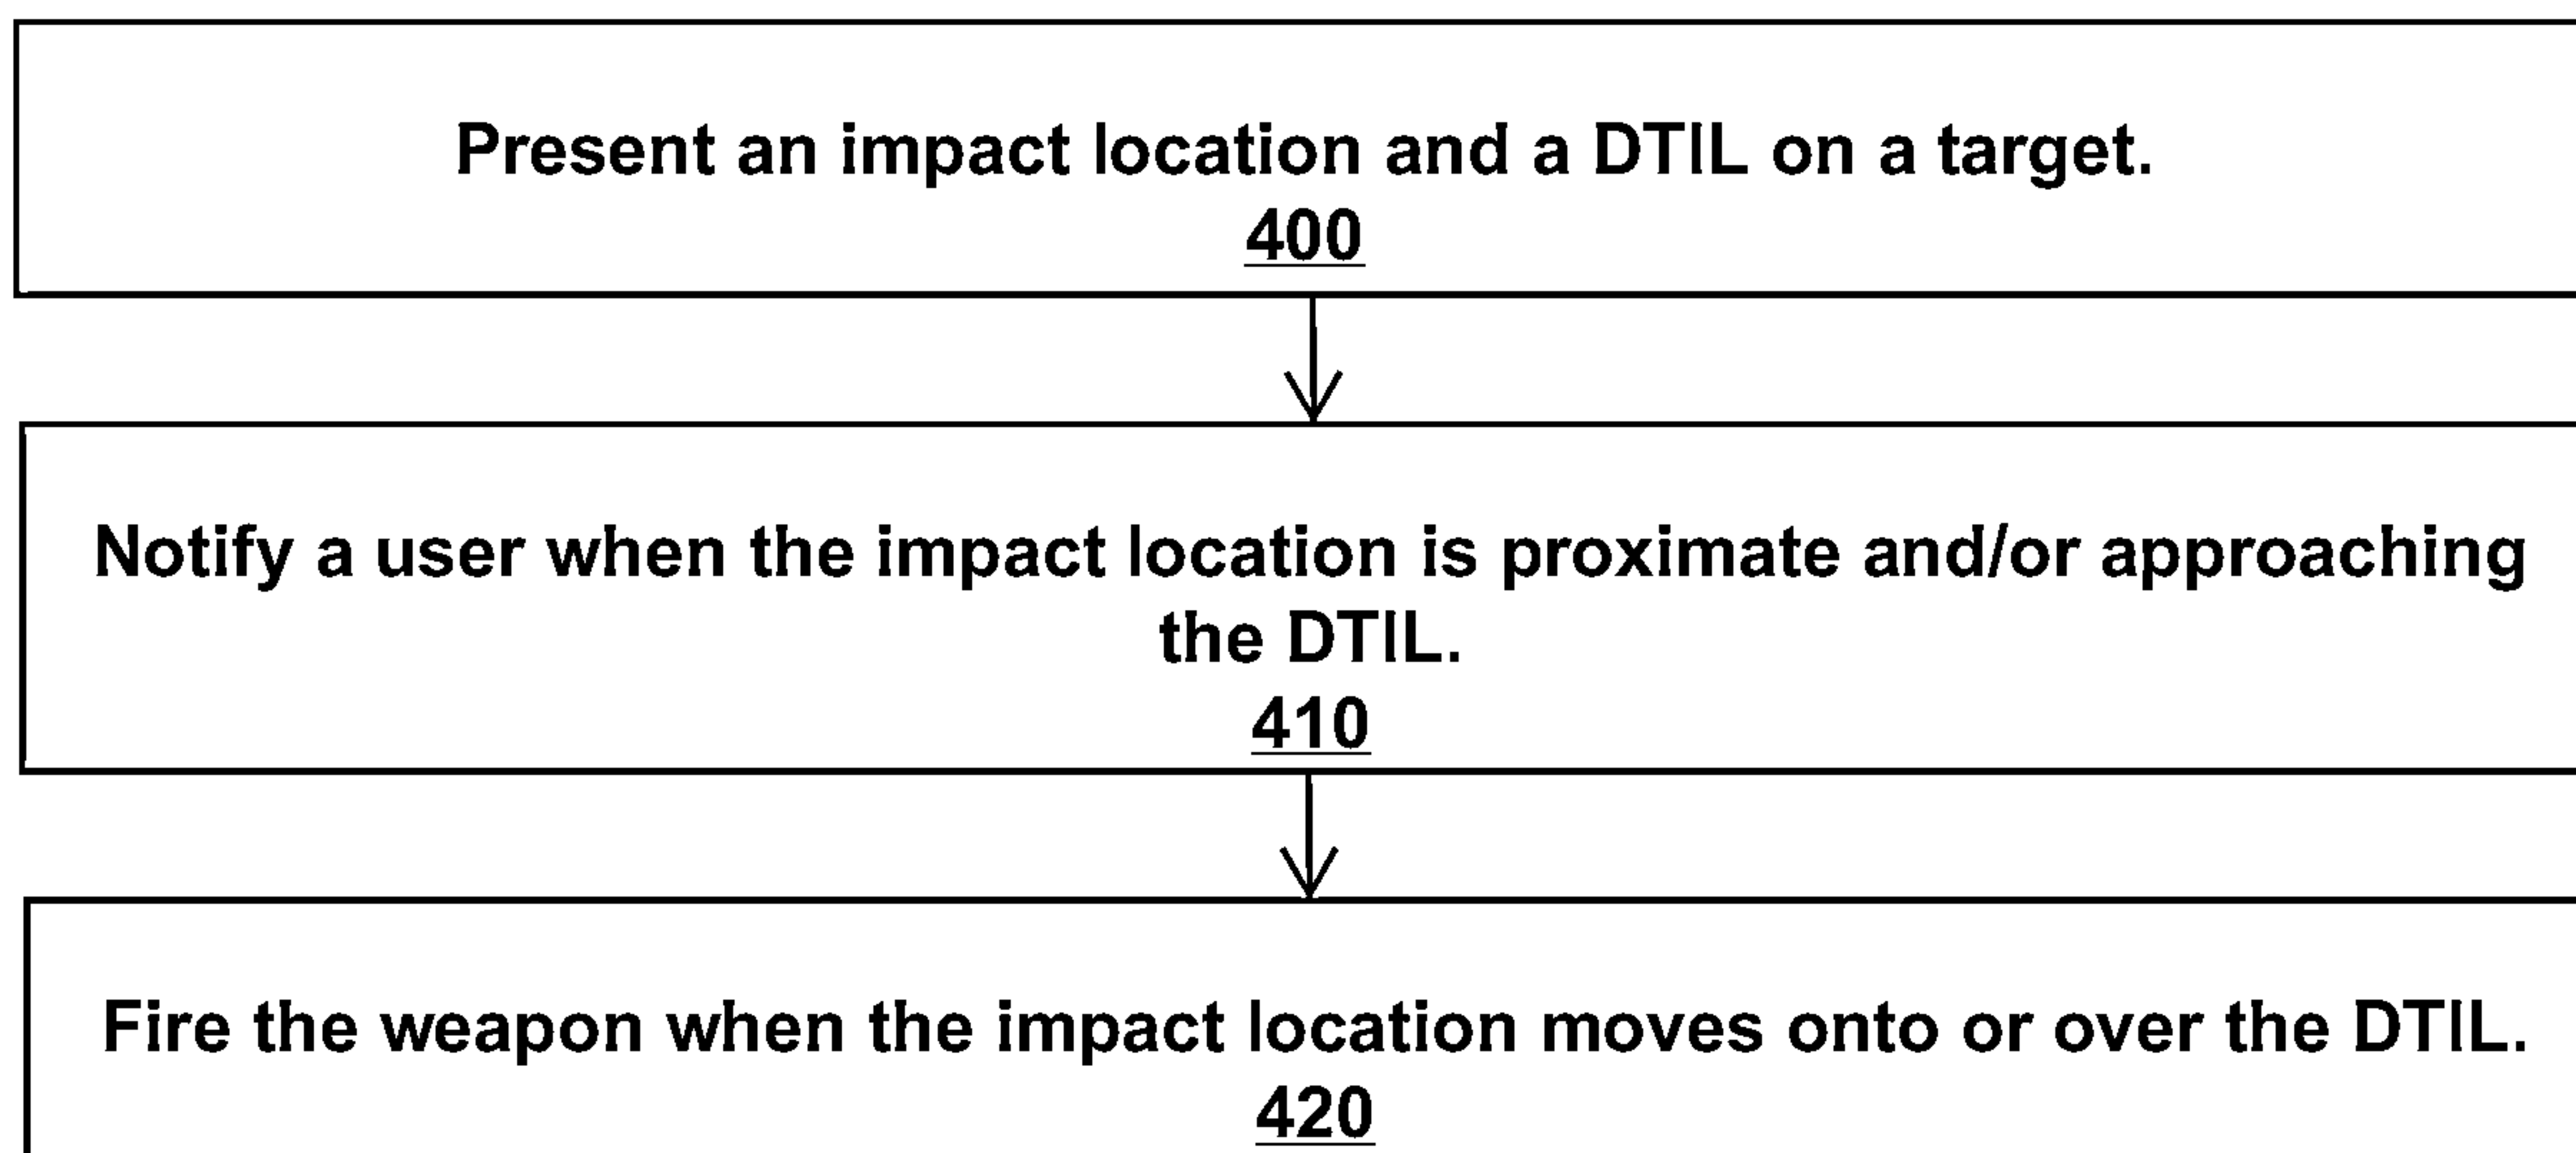 Present an impact location and a DTIL on a target.
400
Notify a user when the impact location is proximate and/or approaching
the DTIL.
410
Fire the weapon when the impact location moves onto or over the DTIL.
420